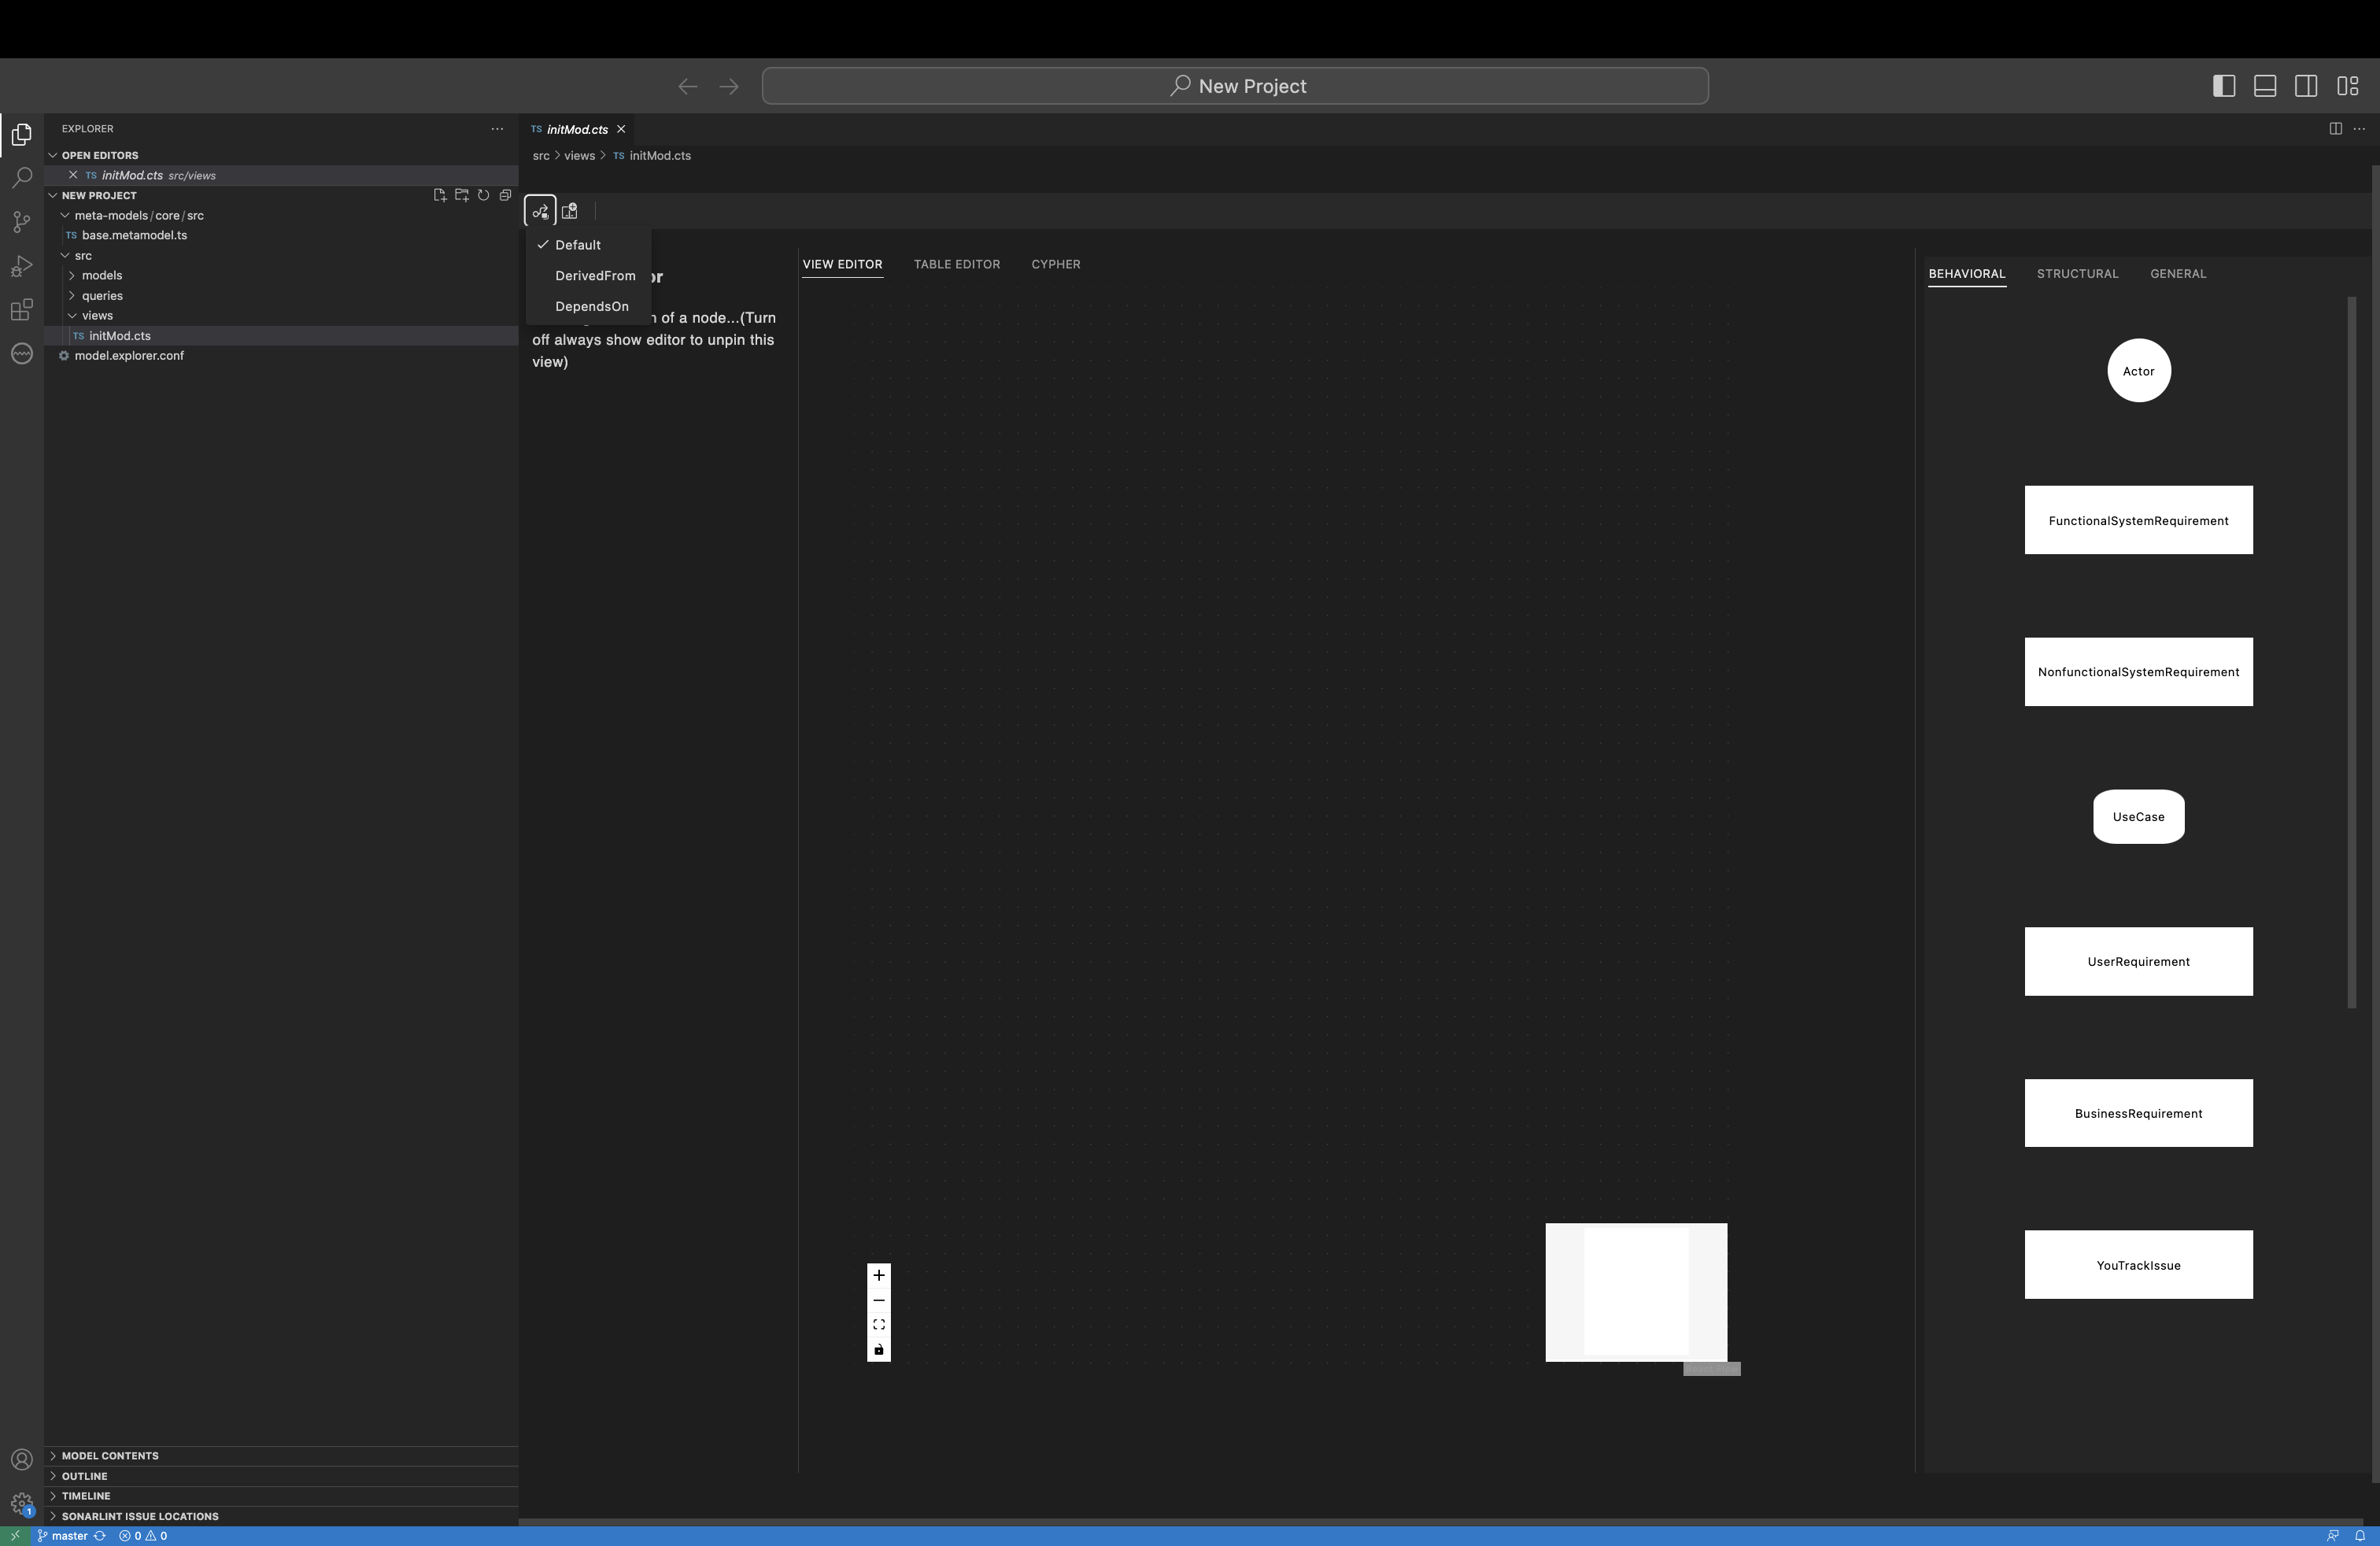 New Project
EXPLORER
OPEN EDITORS
TS initMod.cts src/views
NEW PROJECT
meta-models/core/src
TS base.metamodel.ts
src
models
queries
views
TS initMod.cts
model.explorer.conf
MODEL CONTENTS
OUTLINE
TIMELINE
SONARLINT ISSUE LOCATIONS
TS initMod.cts
src > views > TS initMod.cts
Default
DerivedFrom
DependsOn
or
of a node...(Turn
off always show editor to unpin this
view)
VIEW EDITOR TABLE EDITOR CYPHER
BEHAVIORAL STRUCTURAL GENERAL
Actor
FunctionalSystemRequirement
NonfunctionalSystemRequirement
UseCase
UserRequirement
BusinessRequirement
YouTrackIssue
1
master 0 0